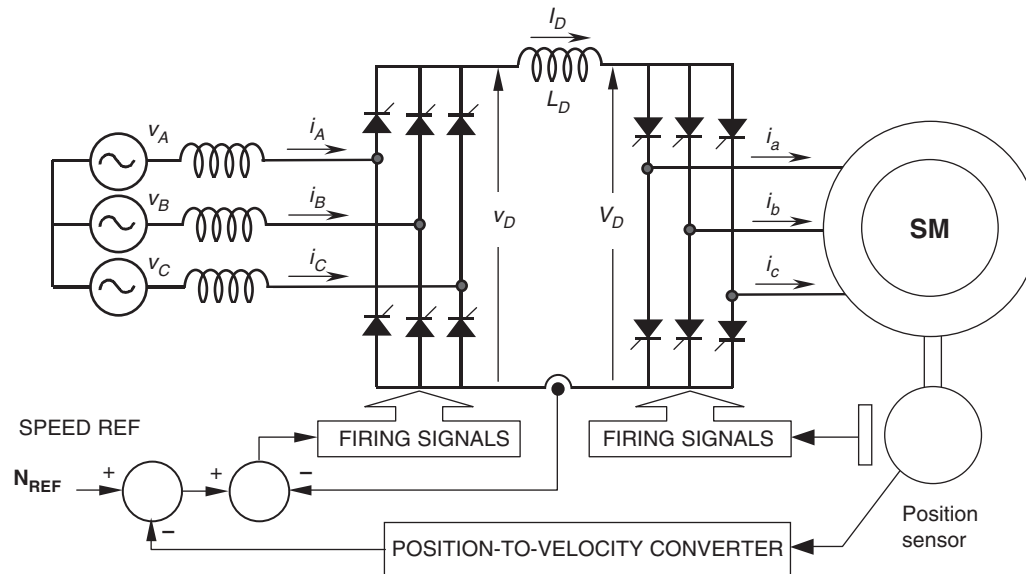 I_D
L_D
v_A
i_A
i_a
v_B
i_B
v_D
V_D
i_b
SM
v_C
i_C
i_c
SPEED REF
FIRING SIGNALS
FIRING SIGNALS
N_REF
+
+
−
−
Position
sensor
POSITION-TO-VELOCITY CONVERTER